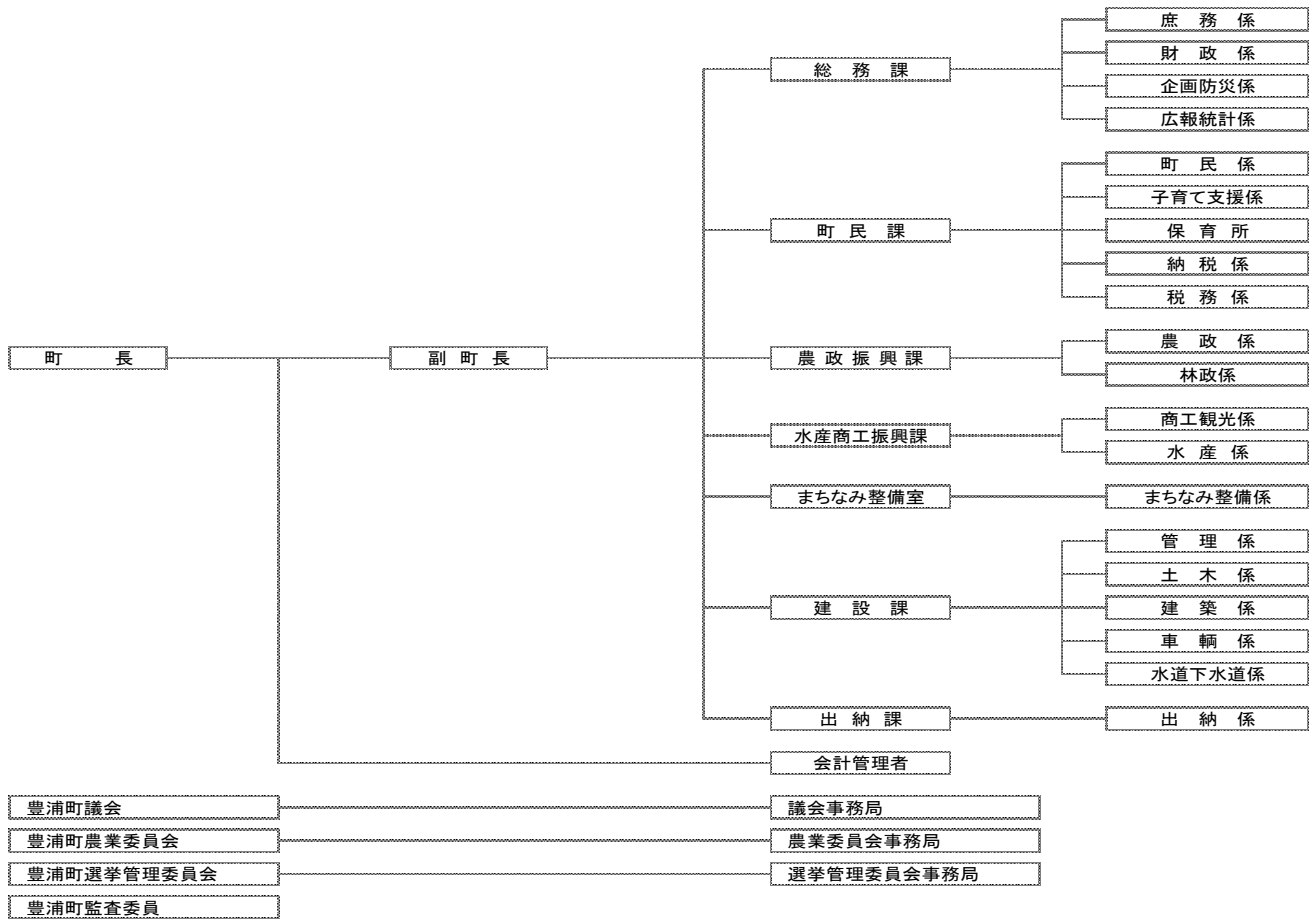 庶務係
財政係
総務課
企画防災係
広報統計係
町民係
子育て支援係
町民課
保育所
納税係
税務係
農政係
町長
副町長
農政振興課
林政係
商工観光係
水産商工振興課
水産係
まちなみ整備室
まちなみ整備係
管理係
土木係
建設課
建築係
車輌係
水道下水道係
出納課
出納係
会計管理者
豊浦町議会
議会事務局
豊浦町農業委員会
農業委員会事務局
豊浦町選挙管理委員会
選挙管理委員会事務局
豊浦町監査委員